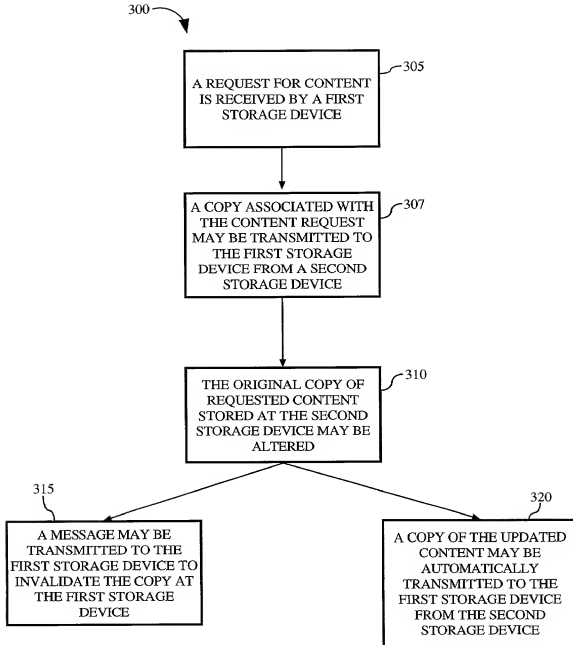 300
305
A REQUEST FOR CONTENT
IS RECEIVED BY A FIRST
STORAGE DEVICE
307
A COPY ASSOCIATED WITH
THE CONTENT REQUEST
MAY BE TRANSMITTED TO
THE FIRST STORAGE
DEVICE FROM A SECOND
STORAGE DEVICE
310
THE ORIGINAL COPY OF
REQUESTED CONTENT
STORED AT THE SECOND
STORAGE DEVICE MAY BE
ALTERED
315
A MESSAGE MAY BE
TRANSMITTED TO THE
FIRST STORAGE DEVICE TO
INVALIDATE THE COPY AT
THE FIRST STORAGE
DEVICE
320
A COPY OF THE UPDATED
CONTENT MAY BE
AUTOMATICALLY
TRANSMITTED TO THE
FIRST STORAGE DEVICE
FROM THE SECOND
STORAGE DEVICE